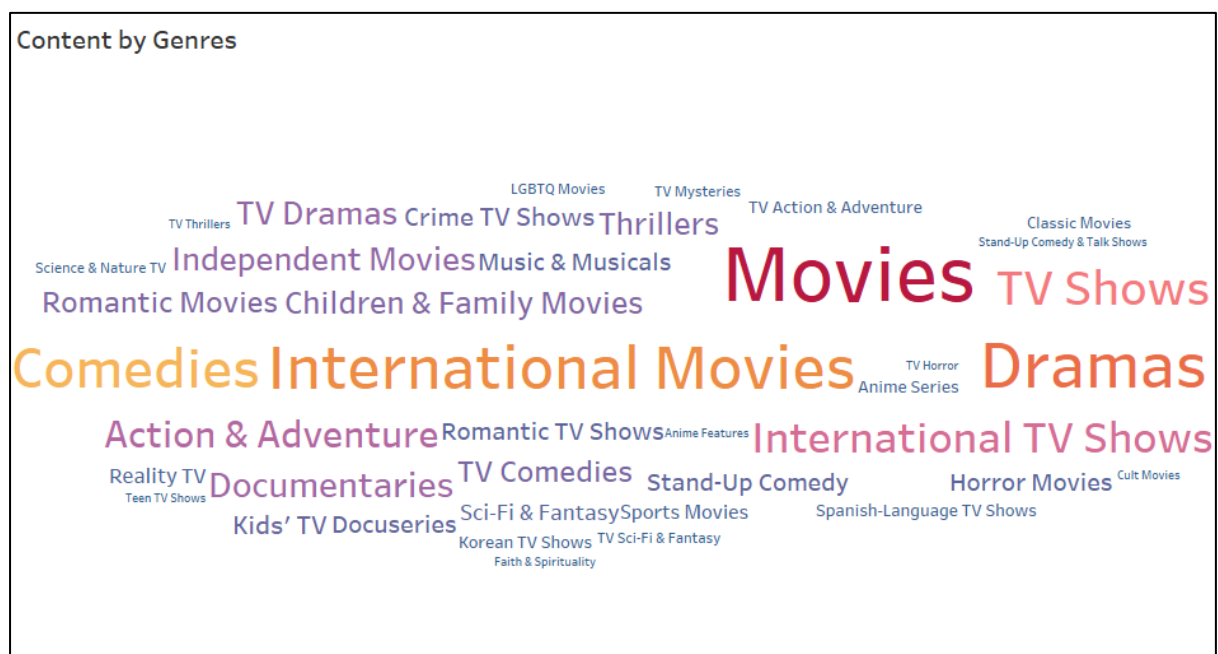 Content by Genres
LGBTQ Movies
TV Mysteries
TV Thrillers
TV Dramas
Crime TV Shows
Thrillers
TV Action & Adventure
Classic Movies
Stand-Up Comedy & Talk Shows
Science & Nature TV
Independent Movies
Music & Musicals
Movies
TV Shows
Romantic Movies
Children & Family Movies
Comedies
International Movies
TV Horror
Anime Series
Dramas
Action & Adventure
Romantic TV Shows
Anime Features
International TV Shows
Reality TV
Teen TV Shows
Documentaries
TV Comedies
Stand-Up Comedy
Horror Movies
Cult Movies
Kids’ TV
Docuseries
Sci-Fi & Fantasy
Sports Movies
Spanish-Language TV Shows
Korean TV Shows
TV Sci-Fi & Fantasy
Faith & Spirituality